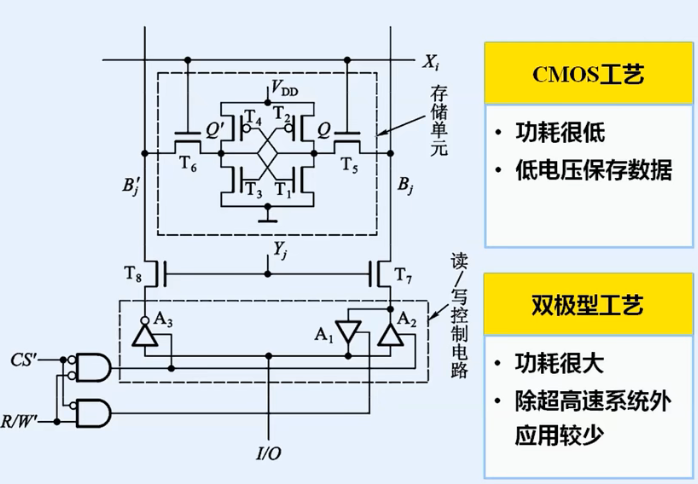 X_i
V_DD
T_4
T_2
Q'
Q
T_6
T_5
T_3
T_1
存储单元
B'_j
B_j
Y_j
T_8
T_7
读/写控制电路
A_3
A_1
A_2
CS'
R/W'
I/O
CMOS工艺
• 功耗很低
• 低电压保存数据
双极型工艺
• 功耗很大
• 除超高速系统外
应用较少